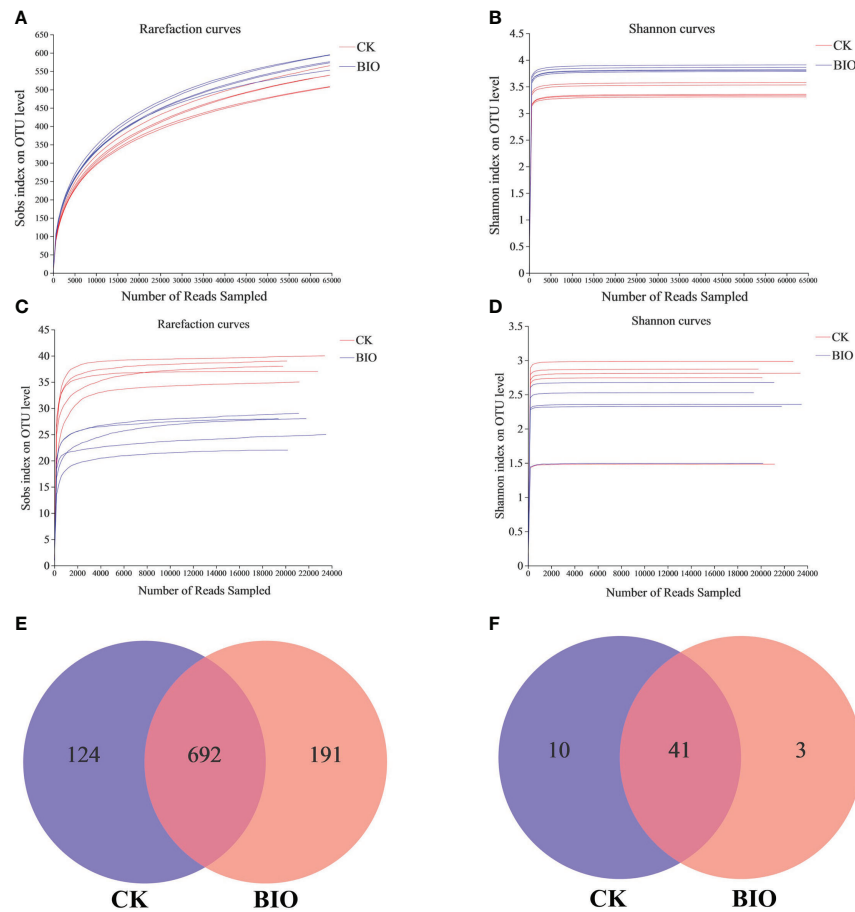 A
Rarefaction curves
CK
BIO
Sobs index on OTU level
650
600
550
500
450
400
350
300
250
200
150
100
50
0
0 5000 10000 15000 20000 25000 30000 35000 40000 45000 50000 55000 60000 65000
Number of Reads Sampled
B
Shannon curves
CK
BIO
Shannon index on OTU level
4.5
4
3.5
3
2.5
2
1.5
1
0.5
0
0 5000 10000 15000 20000 25000 30000 35000 40000 45000 50000 55000 60000 65000
Number of Reads Sampled
C
Rarefaction curves
CK
BIO
Sobs index on OTU level
45
40
35
30
25
20
15
10
5
0
0 2000 4000 6000 8000 10000 12000 14000 16000 18000 20000 22000 24000
Number of Reads Sampled
D
Shannon curves
CK
BIO
Shannon index on OTU level
3.5
3
2.5
2
1.5
1
0.5
0
0 2000 4000 6000 8000 10000 12000 14000 16000 18000 20000 22000 24000
Number of Reads Sampled
E
124 692 191
CK BIO
F
10 41 3
CK BIO